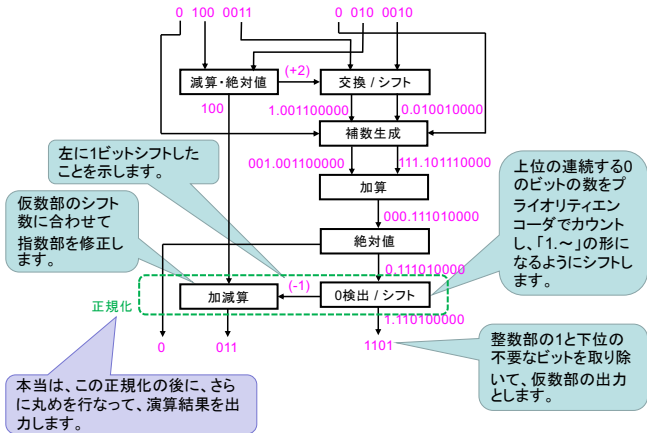 0 100 0011
0 010 0010
減算・絶対値
(+2)
交換 / シフト
100
1.001100000
0.010010000
補数生成
001.001100000
111.101110000
加算
000.111010000
絶対値
0.111010000
正規化
加減算
(-1)
0検出 / シフト
1.110100000
0
011
1101
左に1ビットシフトした
ことを示します。
仮数部のシフト
数に合わせて
指数部を修正し
ます。
上位の連続する0
のビットの数をプ
ライオリティエン
コーダでカウント
し、「1.～」の形に
なるようにシフトし
ます。
整数部の1と下位の
不要なビットを取り除
いて、仮数部の出力
とします。
本当は、この正規化の後に、さら
に丸めを行なって、演算結果を出
力します。